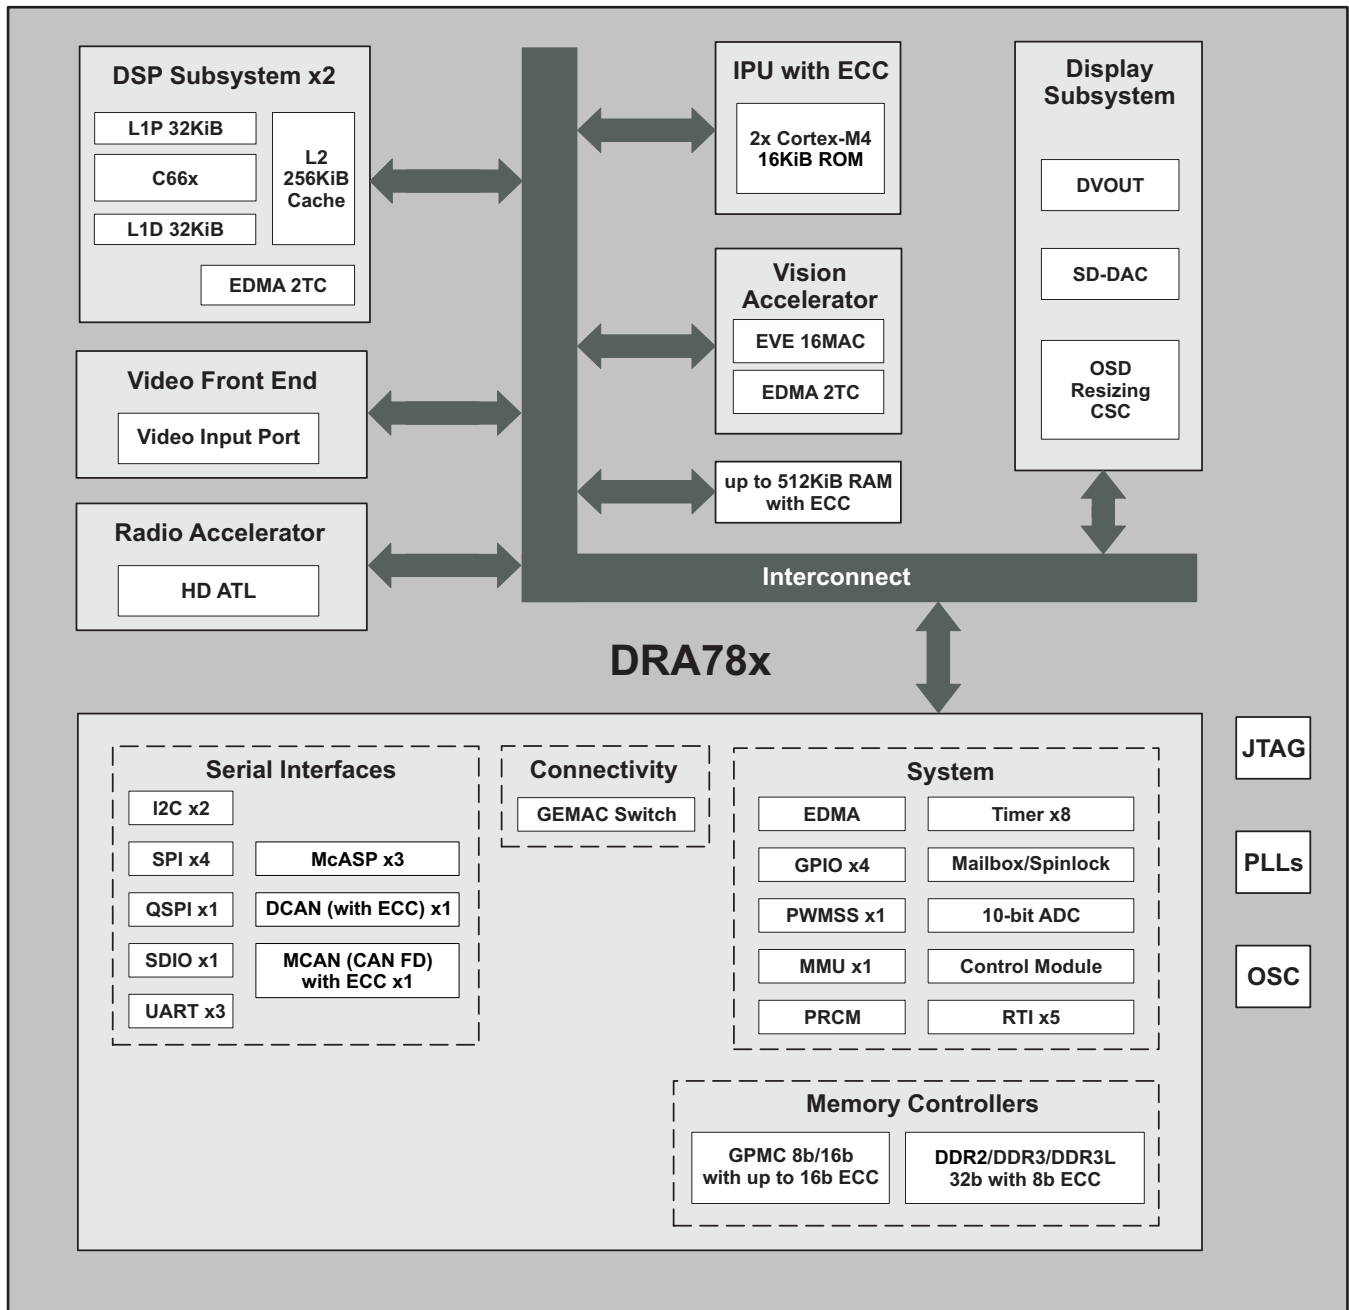 DSP Subsystem x2
L1P 32KiB
C66x
L1D 32KiB
L2
256KiB
Cache
EDMA 2TC
Video Front End
Video Input Port
Radio Accelerator
HD ATL
IPU with ECC
2x Cortex-M4
16KiB ROM
Vision
Accelerator
EVE 16MAC
EDMA 2TC
up to 512KiB RAM
with ECC
Display
Subsystem
DVOUT
SD-DAC
OSD
Resizing
CSC
Interconnect
DRA78x
Serial Interfaces
I2C x2
SPI x4
QSPI x1
SDIO x1
UART x3
McASP x3
DCAN (with ECC) x1
MCAN (CAN FD)
with ECC x1
Connectivity
GEMAC Switch
System
EDMA
GPIO x4
PWMSS x1
MMU x1
PRCM
Timer x8
Mailbox/Spinlock
10-bit ADC
Control Module
RTI x5
Memory Controllers
GPMC 8b/16b
with up to 16b ECC
DDR2/DDR3/DDR3L
32b with 8b ECC
JTAG
PLLs
OSC